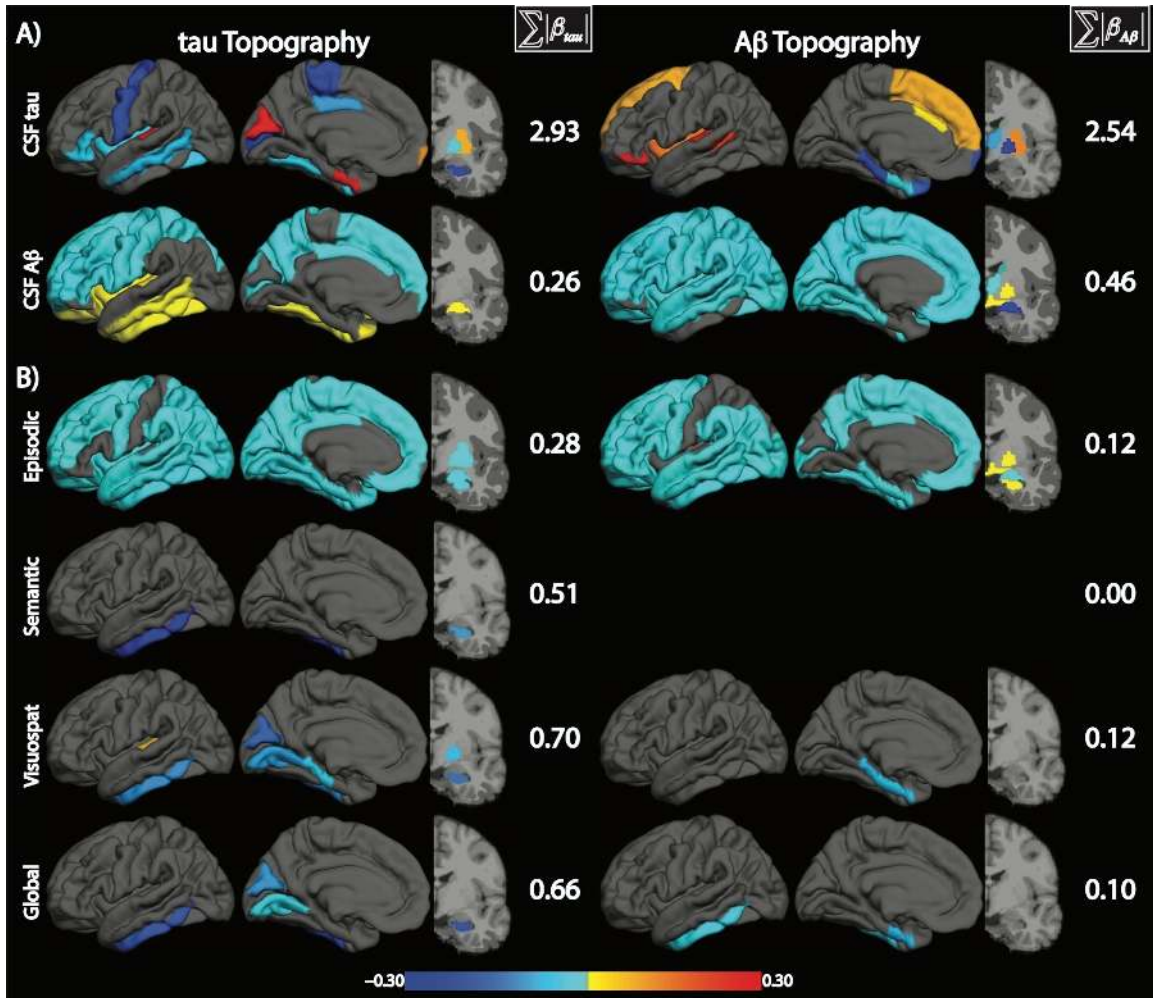 A)
tau Topography
∑|β tau|
Aβ Topography
∑|β Aβ|
CSF tau
2.93
2.54
CSF Aβ
0.26
0.46
B)
Episodic
0.28
0.12
Semantic
0.51
0.00
Visuospat
0.70
0.12
Global
0.66
0.10
−0.30
0.30